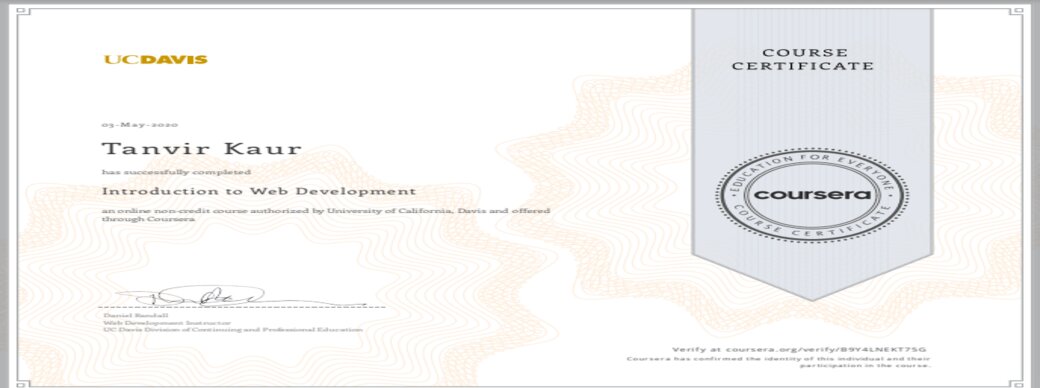 UCDAVIS
COURSE
CERTIFICATE
03-May-2020
Tanvir Kaur
has successfully completed
Introduction to Web Development
an online non-credit course authorized by University of California, Davis and offered
through Coursera
EDUCATION FOR EVERYONE
coursera
COURSE CERTIFICATE
Daniel Randall
Web Development Instructor
UC Davis Division of Continuing and Professional Education
Verify at coursera.org/verify/B9Y4LNEKT7SG
Coursera has confirmed the identity of this individual and their
participation in the course.